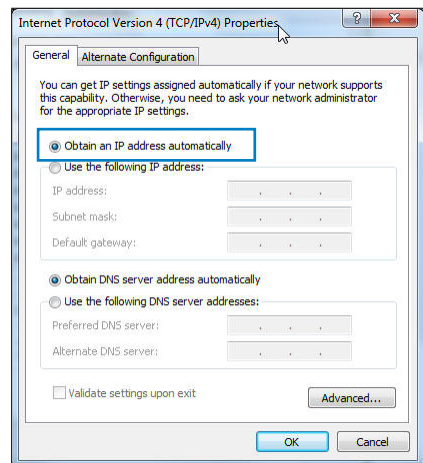 Internet Protocol Version 4 (TCP/IPv4) Properties
General
Alternate Configuration
You can get IP settings assigned automatically if your network supports
this capability. Otherwise, you need to ask your network administrator
for the appropriate IP settings.
Obtain an IP address automatically
Use the following IP address:
IP address:
Subnet mask:
Default gateway:
Obtain DNS server address automatically
Use the following DNS server addresses:
Preferred DNS server:
Alternate DNS server:
Validate settings upon exit
Advanced...
OK
Cancel